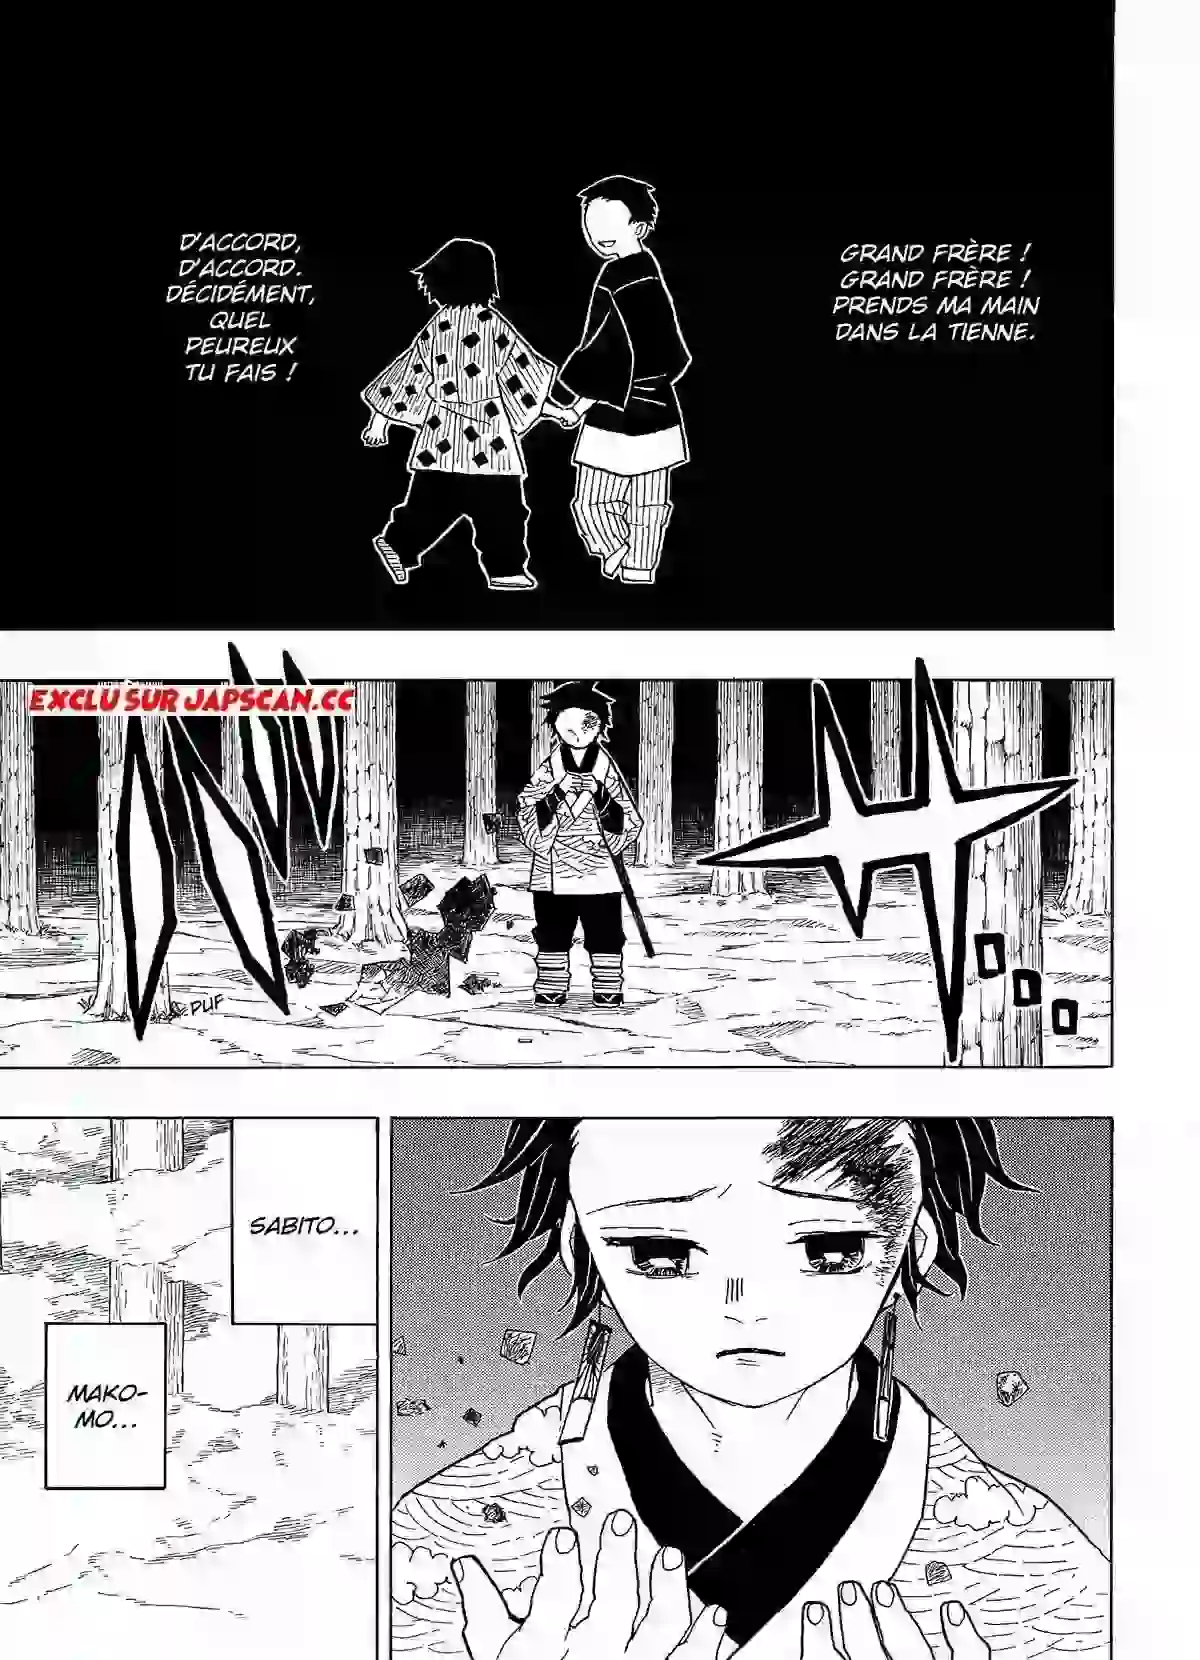 GRAND FRÈRE !
GRAND FRÈRE !
PRENDS MA MAIN
DANS LA TIENNE.
D'ACCORD,
D'ACCORD.
DÉCIDÉMENT,
QUEL
PEUREUX
TU FAIS !
EXCLU SUR JAPSCAN.CC
PUF
SABITO...
MAKO-
MO...